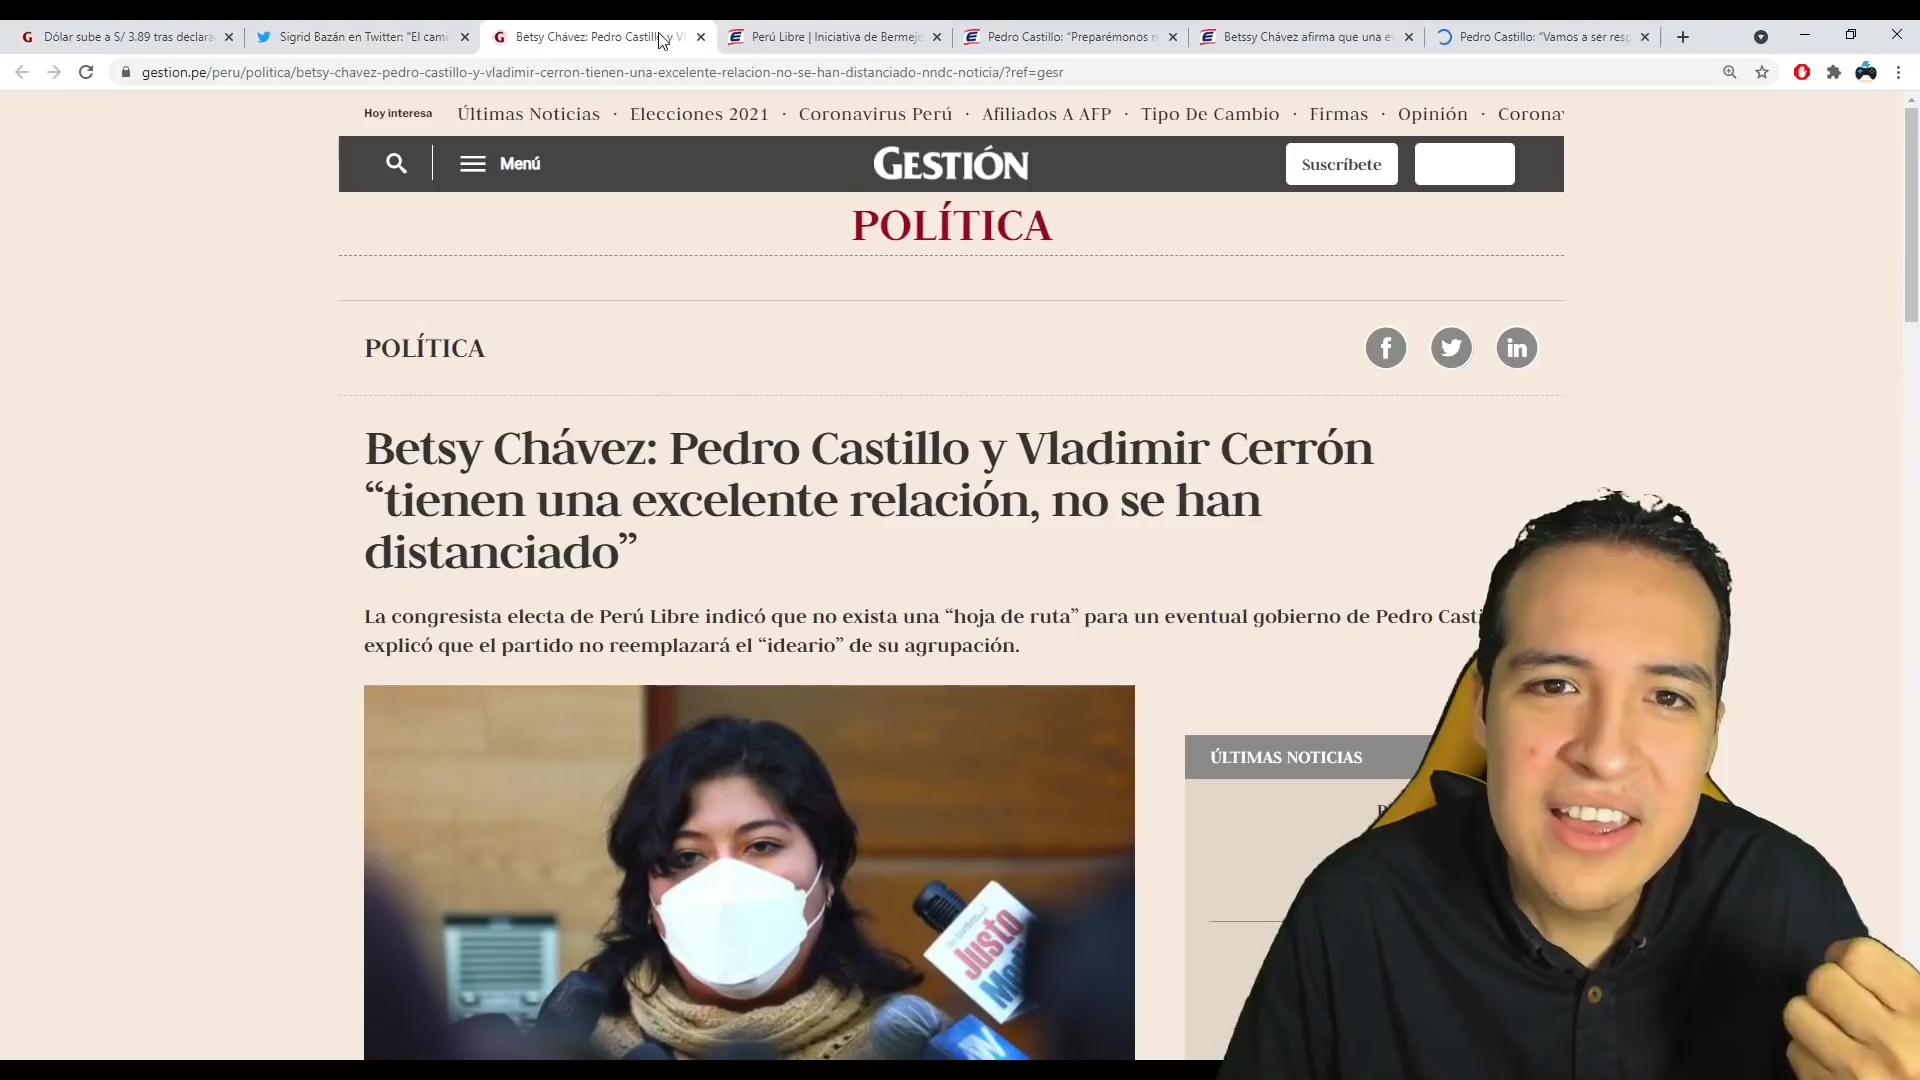 Dólar sube a S/ 3.89 tras declara
Sigrid Bazán en Twitter: "El cami
Betsy Chávez: Pedro Castillo y Vl
Perú Libre | Iniciativa de Bermejo
Pedro Castillo: "Preparémonos n
Betssy Chávez afirma que una ev
Pedro Castillo: "Vamos a ser resp
gestion.pe/peru/politica/betsy-chavez-pedro-castillo-y-vladimir-cerron-tienen-una-excelente-relacion-no-se-han-distanciado-nndc-noticia/?ref=gesr
Hoy interesa Últimas Noticias · Elecciones 2021 · Coronavirus Perú · Afiliados A AFP · Tipo De Cambio · Firmas · Opinión · Corona
Menú GESTIÓN Suscríbete
POLÍTICA
POLÍTICA
Betsy Chávez: Pedro Castillo y Vladimir Cerrón
“tienen una excelente relación, no se han
distanciado”
La congresista electa de Perú Libre indicó que no exista una “hoja de ruta” para un eventual gobierno de Pedro Casti
explicó que el partido no reemplazará el “ideario” de su agrupación.
ÚLTIMAS NOTICIAS
Justo